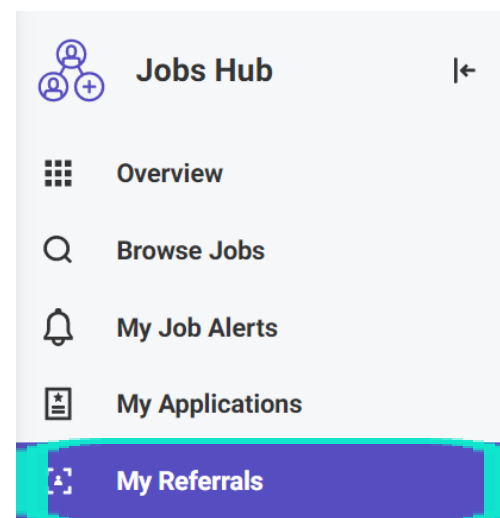 Jobs Hub
Overview
Browse Jobs
My Job Alerts
My Applications
My Referrals